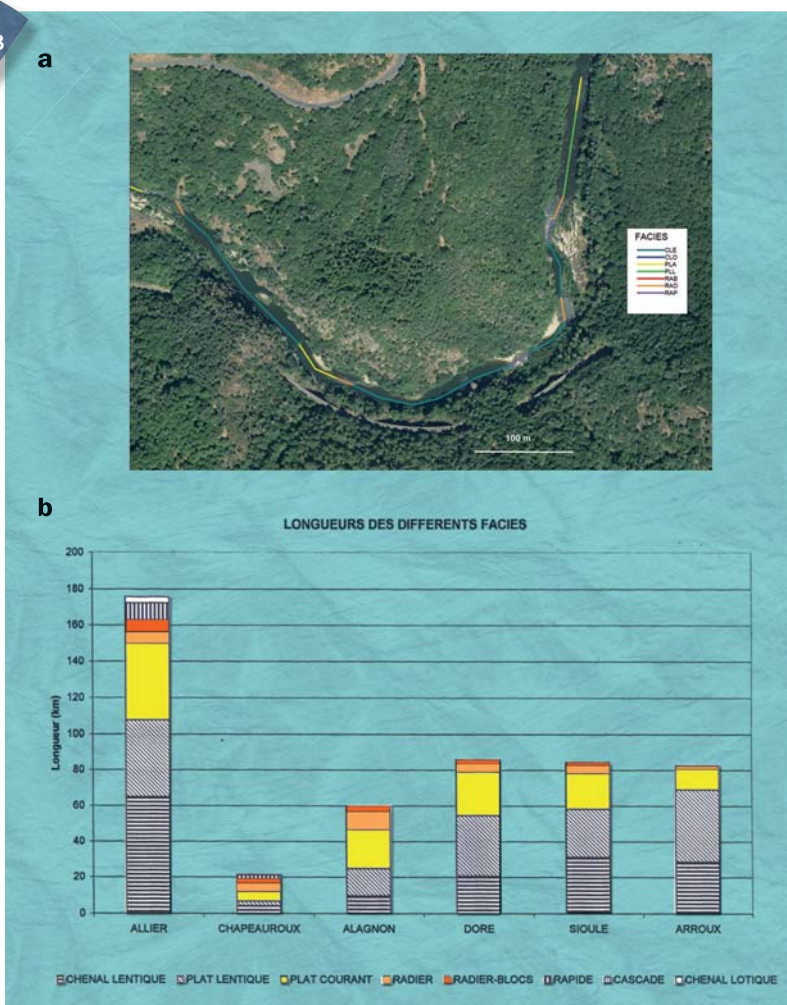 3
a
FACIES
CLE
CLO
PLA
PLL
RAB
RAD
RAP
100 m
b
LONGUEURS DES DIFFERENTS FACIES
Longueur (km)
200
180
160
140
120
100
80
60
40
20
0
ALLIER CHAPEAUROUX ALAGNON DORE SIOULE ARROUX
CHENAL LENTIQUE PLAT LENTIQUE PLAT COURANT RADIER RADIER-BLOCS RAPIDE CASCADE CHENAL LOTIQUE